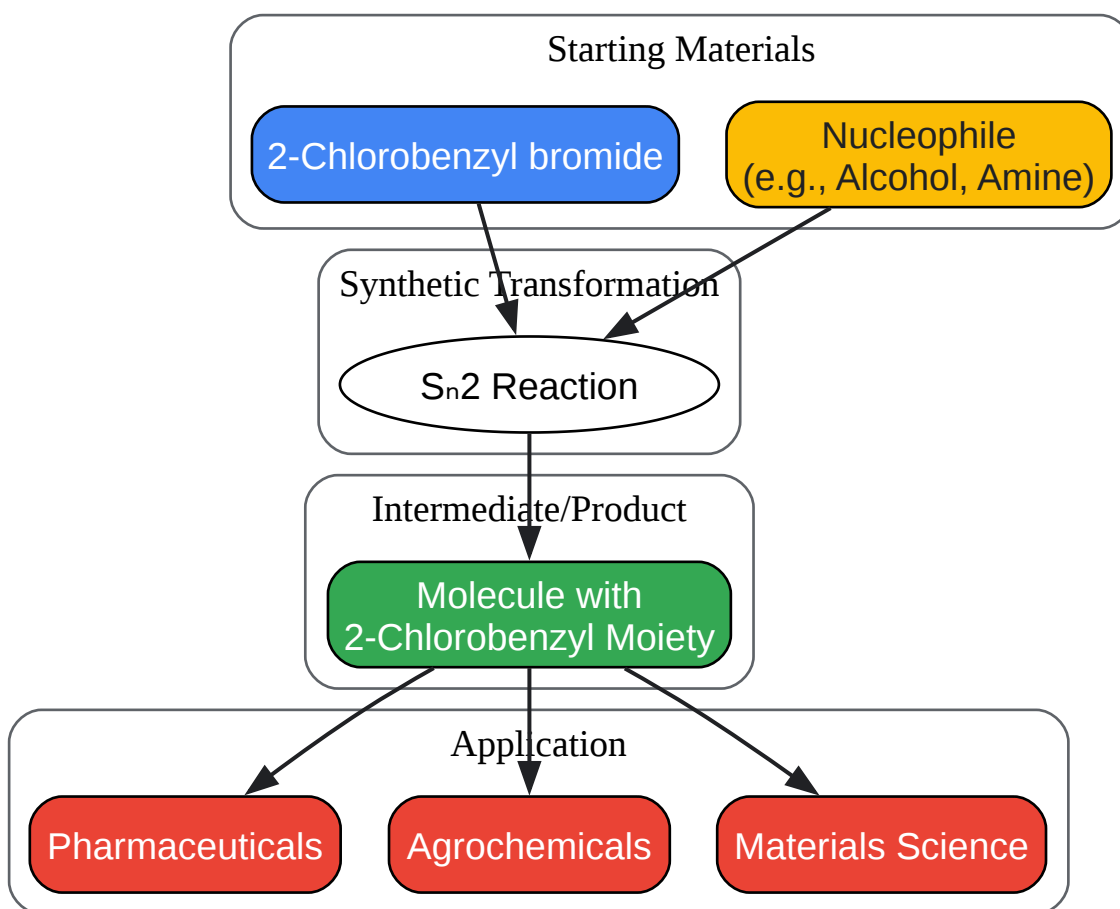 Starting Materials
2-Chlorobenzyl bromide
Nucleophile
(e.g., Alcohol, Amine)
Synthetic Transformation
Sₙ2 Reaction
Intermediate/Product
Molecule with
2-Chlorobenzyl Moiety
Application
Pharmaceuticals
Agrochemicals
Materials Science